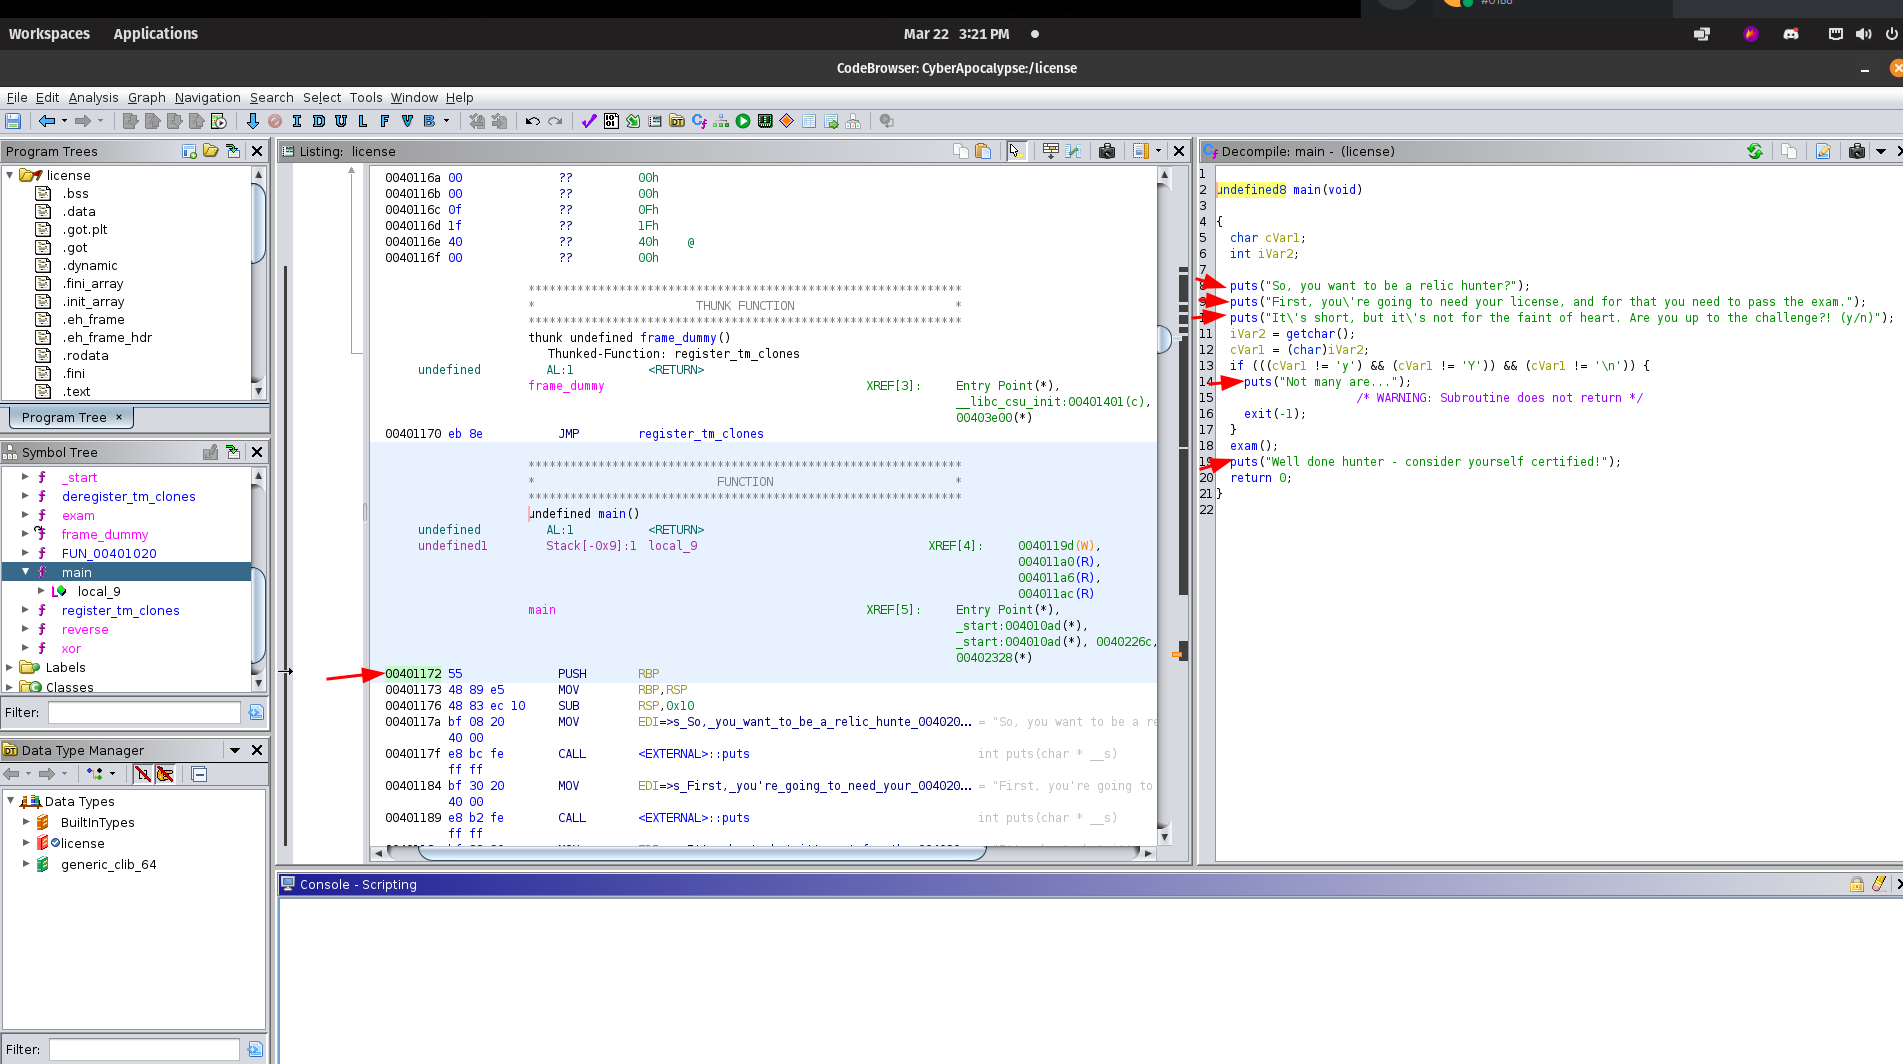 #0188
Workspaces Applications Mar 22 3:21 PM
CodeBrowser: CyberApocalypse:/license
File Edit Analysis Graph Navigation Search Select Tools Window Help
I D U L F V B
Program Trees
license
.bss
.data
.got.plt
.got
.dynamic
.fini_array
.init_array
.eh_frame
.eh_frame_hdr
.rodata
.fini
.text
Program Tree ×
Symbol Tree
_start
deregister_tm_clones
exam
frame_dummy
FUN_00401020
main
local_9
register_tm_clones
reverse
xor
Labels
Classes
Filter:
Data Type Manager
Data Types
BuiltInTypes
license
generic_clib_64
Filter:
Listing: license
0040116a 00 ?? 00h
0040116b 00 ?? 00h
0040116c 0f ?? 0Fh
0040116d 1f ?? 1Fh
0040116e 40 ?? 40h @
0040116f 00 ?? 00h
**************************************************************
* THUNK FUNCTION *
**************************************************************
thunk undefined frame_dummy()
Thunked-Function: register_tm_clones
undefined AL:1 <RETURN>
frame_dummy XREF[3]: Entry Point(*),
__libc_csu_init:00401401(c),
00403e00(*)
00401170 eb 8e JMP register_tm_clones
**************************************************************
* FUNCTION *
**************************************************************
undefined main()
undefined AL:1 <RETURN>
undefined1 Stack[-0x9]:1 local_9 XREF[4]: 0040119d(W),
004011a0(R),
004011a6(R),
004011ac(R)
main XREF[5]: Entry Point(*),
_start:004010ad(*),
_start:004010ad(*), 0040226c,
00402328(*)
00401172 55 PUSH RBP
00401173 48 89 e5 MOV RBP,RSP
00401176 48 83 ec 10 SUB RSP,0x10
0040117a bf 08 20 MOV EDI=>s_So,_you_want_to_be_a_relic_hunte_004020... = "So, you want to be a re
40 00
0040117f e8 bc fe CALL <EXTERNAL>::puts int puts(char * __s)
ff ff
00401184 bf 30 20 MOV EDI=>s_First,_you're_going_to_need_your_004020... = "First, you're going to
40 00
00401189 e8 b2 fe CALL <EXTERNAL>::puts int puts(char * __s)
ff ff
Decompile: main - (license)
1
2 undefined8 main(void)
3
4 {
5 char cVar1;
6 int iVar2;
7
8 puts("So, you want to be a relic hunter?");
9 puts("First, you\'re going to need your license, and for that you need to pass the exam.");
puts("It\'s short, but it\'s not for the faint of heart. Are you up to the challenge?! (y/n)");
11 iVar2 = getchar();
12 cVar1 = (char)iVar2;
13 if (((cVar1 != 'y') && (cVar1 != 'Y')) && (cVar1 != '\n')) {
14 puts("Not many are...");
15 /* WARNING: Subroutine does not return */
16 exit(-1);
17 }
18 exam();
19 puts("Well done hunter - consider yourself certified!");
20 return 0;
21 }
22
Console - Scripting